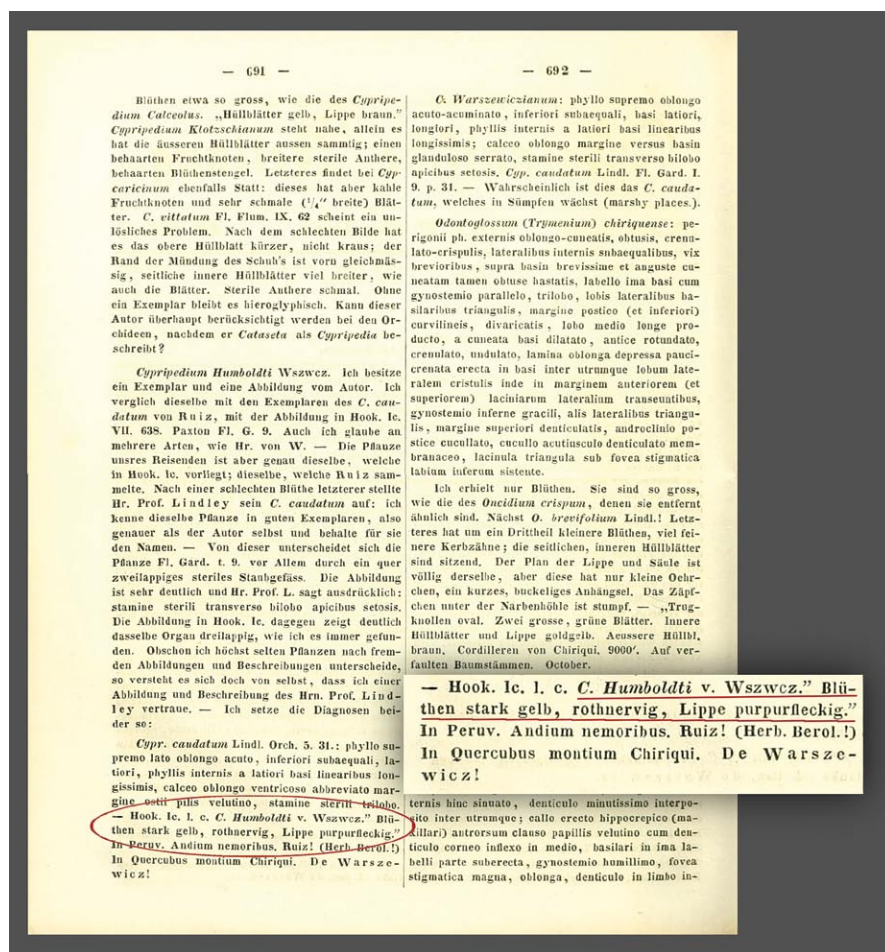 — 691 —
Blüthen etwa so gross, wie die des Cypripe-
dium Calceolus. „Hüllblätter gelb, Lippe braun.”
Cypripedium Klotzschianum steht nahe, allein es
hat die äusseren Hüllblätter aussen sammtig; einen
behaarten Fruchtknoten, breitere sterile Anthere,
behaarten Blüthenstengel. Letzteres findet bei Cyp-
caricinum ebenfalls Statt: dieses hat aber kahle
Fruchtknoten und sehr schmale (¹/₄″ breite) Blät-
ter. C. vittatum Fl. Flum. IX. 62 scheint ein un-
lösliches Problem. Nach dem schlechten Bilde hat
es das obere Hüllblatt kürzer, nicht kraus; der
Rand der Mündung des Schuh's ist vorn gleichmäs-
sig, seitliche innere Hüllblätter viel breiter, wie
auch die Blätter. Sterile Anthere schmal. Ohne
ein Exemplar bleibt es hieroglyphisch. Kann dieser
Autor überhaupt berücksichtigt werden bei den Or-
chideen, nachdem er Cataseta als Cypripedia be-
schreibt?
Cypripedium Humboldti Wszwcz. Ich besitze
ein Exemplar und eine Abbildung vom Autor. Ich
verglich dieselbe mit den Exemplaren des C. cau-
datum von Ruiz, mit der Abbildung in Hook. Ic.
VII. 638. Paxton Fl. G. 9. Auch ich glaube an
mehrere Arten, wie Hr. von W. — Die Pflanze
unsres Reisenden ist aber genau dieselbe, welche
in Hook. Ic. vorliegt; dieselbe, welche Ruiz sam-
melte. Nach einer schlechten Blüthe letzterer stellte
Hr. Prof. Lindley sein C. caudatum auf: ich
kenne dieselbe Pflanze in guten Exemplaren, also
genauer als der Autor selbst und behalte für sie
den Namen. — Von dieser unterscheidet sich die
Pflanze Fl. Gard. t. 9. vor Allem durch ein quer
zweilappiges steriles Staubgefäss. Die Abbildung
ist sehr deutlich und Hr. Prof. L. sagt ausdrücklich:
stamine sterili transverso bilobo apicibus setosis.
Die Abbildung in Hook. Ic. dagegen zeigt deutlich
dasselbe Organ dreilappig, wie ich es immer gefun-
den. Obschon ich höchst selten Pflanzen nach frem-
den Abbildungen und Beschreibungen unterscheide,
so versteht es sich doch von selbst, dass ich einer
Abbildung und Beschreibung des Hrn. Prof. Lind-
ley vertraue. — Ich setze die Diagnosen bei-
der so:
Cypr. caudatum Lindl. Orch. 5. 31.: phyllo su-
premo lato oblongo acuto, inferiori subaequali, la-
tiori, phyllis internis a latiori basi linearibus lon-
gissimis, calceo oblongo ventricoso abbreviato mar-
gine ostii pilis velutino, stamine sterili trilobo.
— Hook. Ic. l. c. C. Humboldti v. Wszwcz.” Blü-
then stark gelb, rothnervig, Lippe purpurfleckig.”
In Peruv. Andium nemoribus. Ruiz! (Herb. Berol.!)
In Quercubus montium Chiriqui. De Warsze-
wicz!
— 692 —
C. Warszewiczianum: phyllo supremo oblongo
acuto-acuminato, inferiori subaequali, basi latiori,
longiori, phyllis internis a latiori basi linearibus
longissimis; calceo oblongo margine versus basin
glanduloso serrato, stamine sterili transverso bilobo
apicibus setosis. Cyp. caudatum Lindl. Fl. Gard. I.
9. p. 31. — Wahrscheinlich ist dies das C. cauda-
tum, welches in Sümpfen wächst (marshy places.).
Odontoglossum (Trymenium) chiriquense: pe-
rigonii ph. externis oblongo-cuneatis, obtusis, crenu-
lato-crispulis, lateralibus internis subaequalibus, vix
brevioribus, supra basin brevissime et anguste cu-
neatam tamen obtuse hastatis, labello ima basi cum
gynostemio parallelo, trilobo, lobis lateralibus ba-
silaribus triangulis, margine postico (et inferiori)
curvilineis, divaricatis, lobo medio longe pro-
ducto, a cuneata basi dilatato, antice rotundato,
crenulato, undulato, lamina oblonga depressa pauci-
crenata erecta in basi inter utrumque lobum late-
ralem cristulis inde in marginem anteriorem (et
superiorem) laciniarum lateralium transeuntibus,
gynostemio inferne gracili, alis lateralibus triangu-
lis, margine superiori denticulatis, androclinio po-
stice cucullato, cucullo acutiusculo denticulato mem-
branaceo, lacinula triangula sub fovea stigmatica
labium inferum sistente.
Ich erhielt nur Blüthen. Sie sind so gross,
wie die des Oncidium crispum, denen sie entfernt
ähnlich sind. Nächst O. brevifolium Lindl.! Letz-
teres hat um ein Drittheil kleinere Blüthen, viel fei-
nere Kerbzähne; die seitlichen, inneren Hüllblätter
sind sitzend. Der Plan der Lippe und Säule ist
völlig derselbe, aber diese hat nur kleine Oehr-
chen, ein kurzes, buckeliges Anhängsel. Das Zäpf-
chen unter der Narbenhöhle ist stumpf. — „Trug-
knollen oval. Zwei grosse, grüne Blätter. Innere
Hüllblätter und Lippe goldgelb. Aeussere Hüllbl.
braun. Cordilleren von Chiriqui. 9000′. Auf ver-
faulten Baumstämmen. October.
— Hook. Ic. l. c. C. Humboldti v. Wszwcz.” Blü-
then stark gelb, rothnervig, Lippe purpurfleckig.”
In Peruv. Andium nemoribus. Ruiz! (Herb. Berol.!)
In Quercubus montium Chiriqui. De Warsze-
wicz!
ternis hinc sinuato, denticulo minutissimo interpo-
sito inter utrumque; callo erecto hippocrepico (ma-
xillari) antrorsum clauso papillis velutino cum den-
ticulo corneo inflexo in medio, basilari in ima la-
belli parte suberecta, gynostemio humillimo, fovea
stigmatica magna, oblonga, denticulo in limbo in-